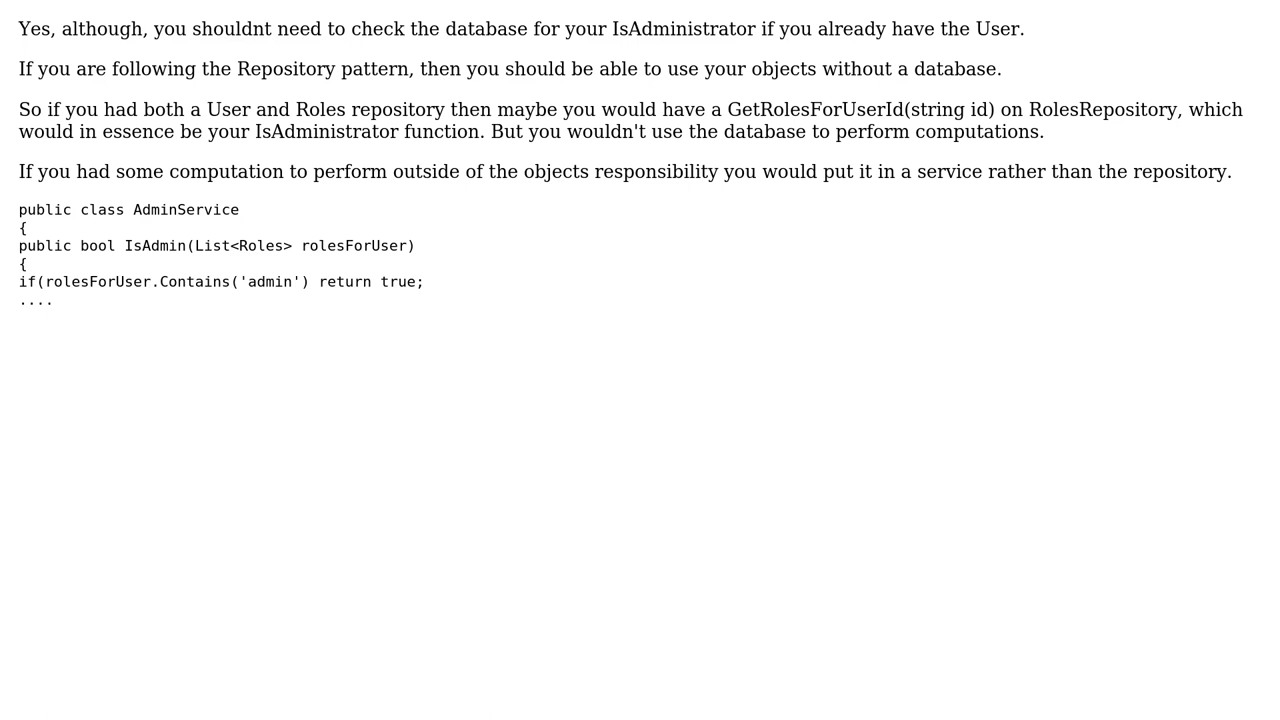 Yes, although, you shouldnt need to check the database for your IsAdministrator if you already have the User.
If you are following the Repository pattern, then you should be able to use your objects without a database.
So if you had both a User and Roles repository then maybe you would have a GetRolesForUserId(string id) on RolesRepository, which
would in essence be your IsAdministrator function. But you wouldn't use the database to perform computations.
If you had some computation to perform outside of the objects responsibility you would put it in a service rather than the repository.
public class AdminService
{
public bool IsAdmin(List<Roles> rolesForUser)
{
if(rolesForUser.Contains('admin') return true;
....